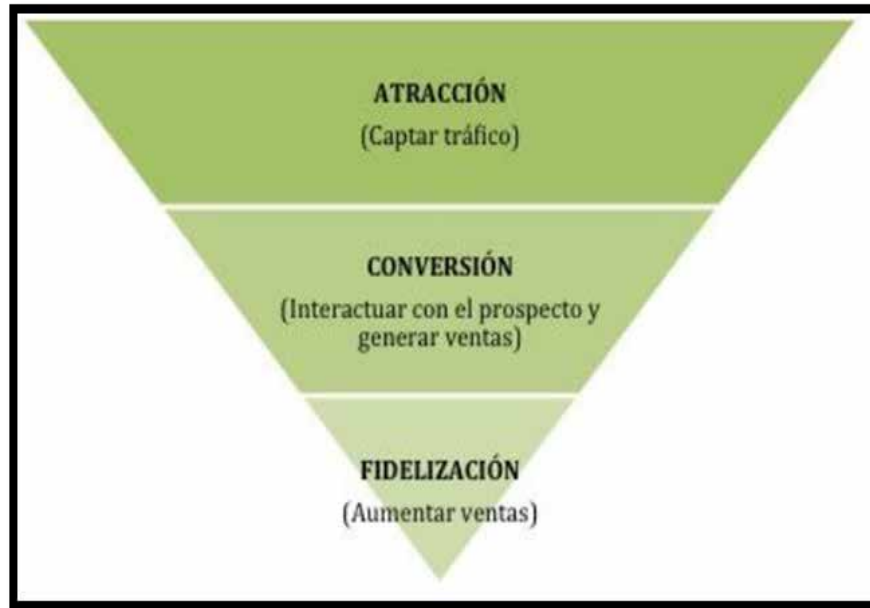 ATRACCIÓN
(Captar tráfico)
CONVERSIÓN
(Interactuar con el prospecto y
generar ventas)
FIDELIZACIÓN
(Aumentar ventas)